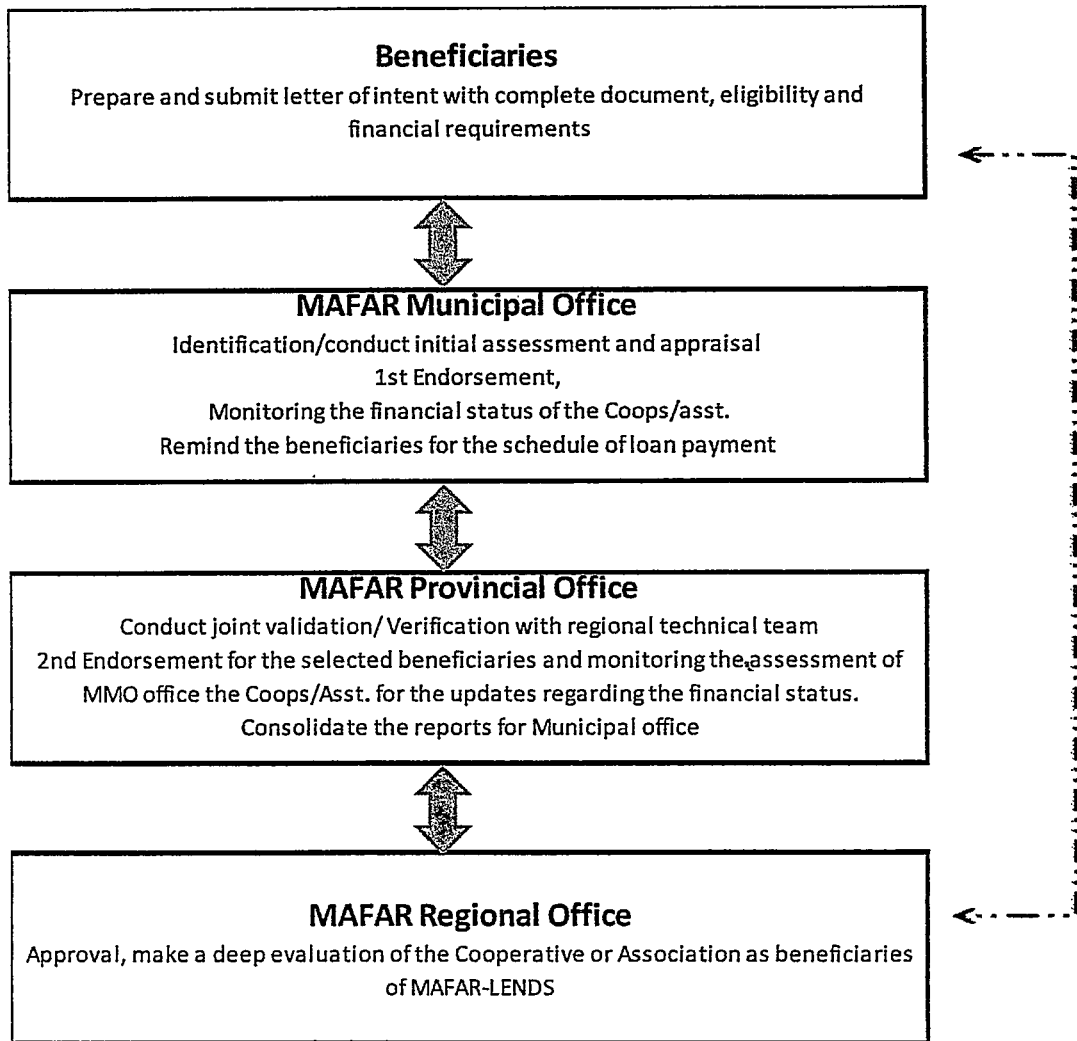 Beneficiaries
Prepare and submit letter of intent with complete document, eligibility and
financial requirements
MAFAR Municipal Office
Identification/conduct initial assessment and appraisal
1st Endorsement,
Monitoring the financial status of the Coops/asst.
Remind the beneficiaries for the schedule of loan payment
MAFAR Provincial Office
Conduct joint validation/ Verification with regional technical team
2nd Endorsement for the selected beneficiaries and monitoring the assessment of
MMO office the Coops/Asst. for the updates regarding the financial status.
Consolidate the reports for Municipal office
MAFAR Regional Office
Approval, make a deep evaluation of the Cooperative or Association as beneficiaries
of MAFAR-LENDS